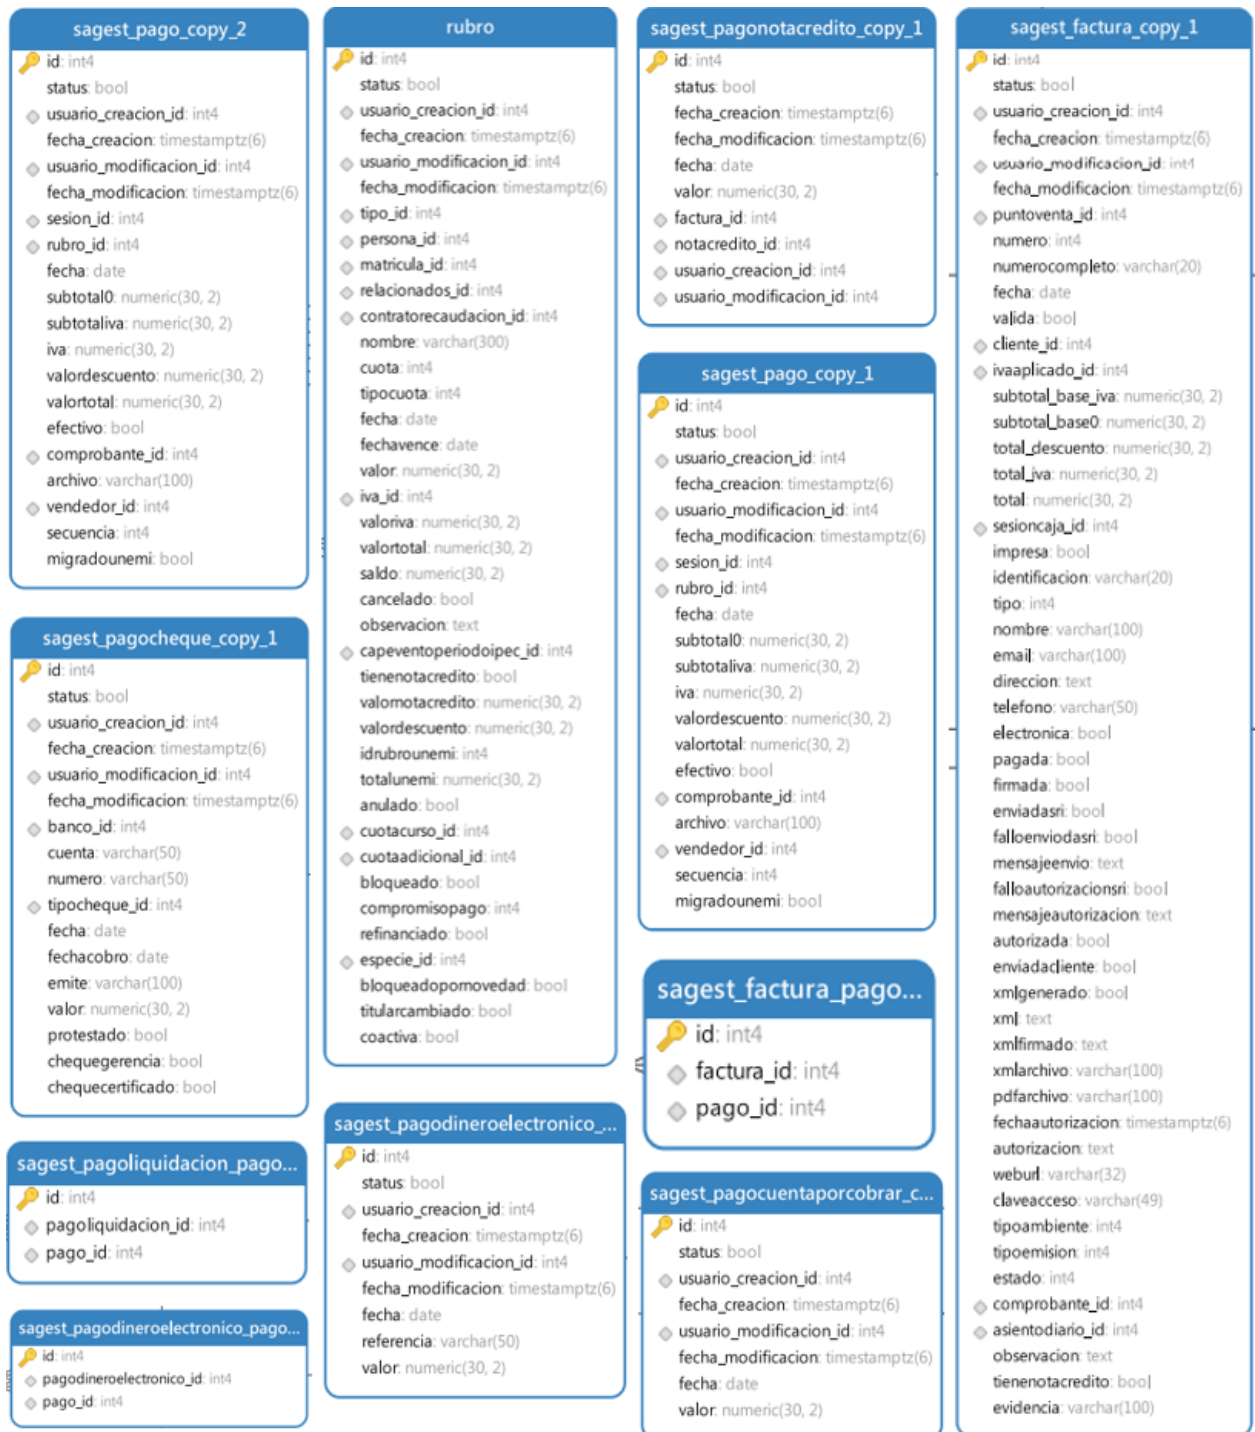 sagest_pago_copy_2
id: int4
status: bool
usuario_creacion_id: int4
fecha_creacion: timestamptz(6)
usuario_modificacion_id: int4
fecha_modificacion: timestamptz(6)
sesion_id: int4
rubro_id: int4
fecha: date
subtotal0: numeric(30, 2)
subtotaliva: numeric(30, 2)
iva: numeric(30, 2)
valordescuento: numeric(30, 2)
valortotal: numeric(30, 2)
efectivo: bool
comprobante_id: int4
archivo: varchar(100)
vendedor_id: int4
secuencia: int4
migradounemi: bool
sagest_pagocheque_copy_1
id: int4
status: bool
usuario_creacion_id: int4
fecha_creacion: timestamptz(6)
usuario_modificacion_id: int4
fecha_modificacion: timestamptz(6)
banco_id: int4
cuenta: varchar(50)
numero: varchar(50)
tipocheque_id: int4
fecha: date
fechacobro: date
emite: varchar(100)
valor: numeric(30, 2)
protestado: bool
chequegerencia: bool
chequecertificado: bool
sagest_pagoliquidacion_pago...
id: int4
pagoliquidacion_id: int4
pago_id: int4
sagest_pagodineroelectronico_pago...
id: int4
pagodineroelectronico_id: int4
pago_id: int4
rubro
id: int4
status: bool
usuario_creacion_id: int4
fecha_creacion: timestamptz(6)
usuario_modificacion_id: int4
fecha_modificacion: timestamptz(6)
tipo_id: int4
persona_id: int4
matricula_id: int4
relacionados_id: int4
contratorecaudacion_id: int4
nombre: varchar(300)
cuota: int4
tipocuota: int4
fecha: date
fechavence: date
valor: numeric(30, 2)
iva_id: int4
valoriva: numeric(30, 2)
valortotal: numeric(30, 2)
saldo: numeric(30, 2)
cancelado: bool
observacion: text
capeventoperiodoipec_id: int4
tienenotacredito: bool
valornotacredito: numeric(30, 2)
valordescuento: numeric(30, 2)
idrubrounemi: int4
totalunemi: numeric(30, 2)
anulado: bool
cuotacurso_id: int4
cuotaadicional_id: int4
bloqueado: bool
compromisopago: int4
refinanciado: bool
especie_id: int4
bloqueadopornovedad: bool
titularcambiado: bool
coactiva: bool
sagest_pagodineroelectronico_...
id: int4
status: bool
usuario_creacion_id: int4
fecha_creacion: timestamptz(6)
usuario_modificacion_id: int4
fecha_modificacion: timestamptz(6)
fecha: date
referencia: varchar(50)
valor: numeric(30, 2)
sagest_pagonotacredito_copy_1
id: int4
status: bool
fecha_creacion: timestamptz(6)
fecha_modificacion: timestamptz(6)
fecha: date
valor: numeric(30, 2)
factura_id: int4
notacredito_id: int4
usuario_creacion_id: int4
usuario_modificacion_id: int4
sagest_pago_copy_1
id: int4
status: bool
usuario_creacion_id: int4
fecha_creacion: timestamptz(6)
usuario_modificacion_id: int4
fecha_modificacion: timestamptz(6)
sesion_id: int4
rubro_id: int4
fecha: date
subtotal0: numeric(30, 2)
subtotaliva: numeric(30, 2)
iva: numeric(30, 2)
valordescuento: numeric(30, 2)
valortotal: numeric(30, 2)
efectivo: bool
comprobante_id: int4
archivo: varchar(100)
vendedor_id: int4
secuencia: int4
migradounemi: bool
sagest_factura_pago...
id: int4
factura_id: int4
pago_id: int4
sagest_pagocuentaporcobrar_c...
id: int4
status: bool
usuario_creacion_id: int4
fecha_creacion: timestamptz(6)
usuario_modificacion_id: int4
fecha_modificacion: timestamptz(6)
fecha: date
valor: numeric(30, 2)
sagest_factura_copy_1
id: int4
status: bool
usuario_creacion_id: int4
fecha_creacion: timestamptz(6)
usuario_modificacion_id: int4
fecha_modificacion: timestamptz(6)
puntoventa_id: int4
numero: int4
numerocompleto: varchar(20)
fecha: date
valida: bool
cliente_id: int4
ivaaplicado_id: int4
subtotal_base_iva: numeric(30, 2)
subtotal_base0: numeric(30, 2)
total_descuento: numeric(30, 2)
total_iva: numeric(30, 2)
total: numeric(30, 2)
sesioncaja_id: int4
impresa: bool
identificacion: varchar(20)
tipo: int4
nombre: varchar(100)
email: varchar(100)
direccion: text
telefono: varchar(50)
electronica: bool
pagada: bool
firmada: bool
enviadasri: bool
falloenviodasri: bool
mensajeenvio: text
falloautorizacionsri: bool
mensajeautorizacion: text
autorizada: bool
enviadacliente: bool
xmlgenerado: bool
xml: text
xmlfirmado: text
xmlarchivo: varchar(100)
pdfarchivo: varchar(100)
fechaautorizacion: timestamptz(6)
autorizacion: text
weburl: varchar(32)
claveacceso: varchar(49)
tipoambiente: int4
tipoemision: int4
estado: int4
comprobante_id: int4
asientodiario_id: int4
observacion: text
tienenotacredito: bool
evidencia: varchar(100)